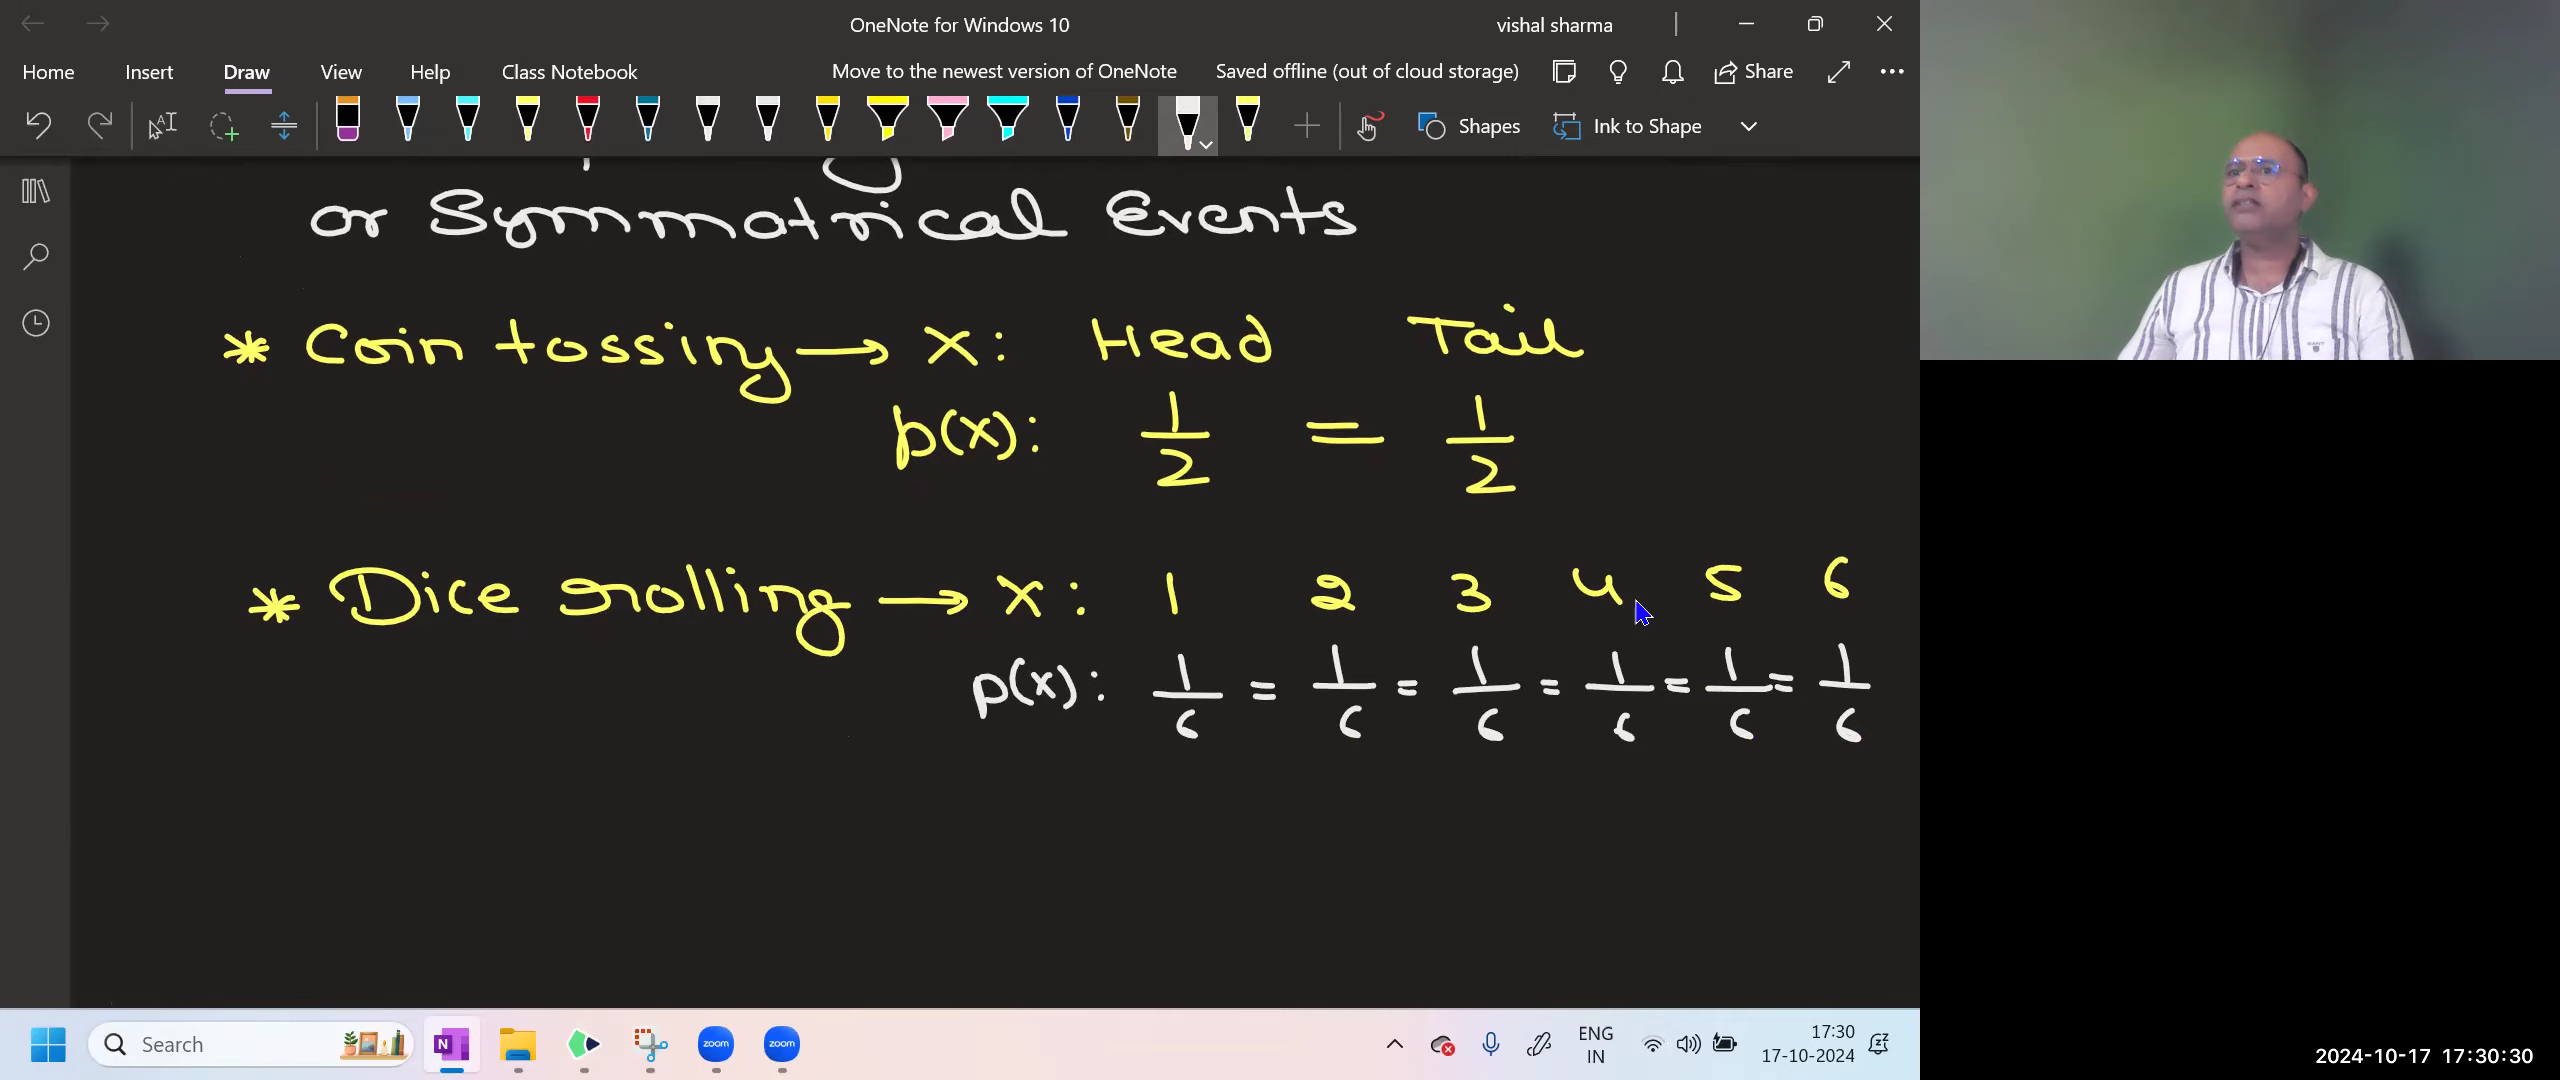 OneNote for Windows 10
vishal sharma
Home Insert Draw View Help Class Notebook Move to the newest version of OneNote Saved offline (out of cloud storage) Share
Shapes Ink to Shape
or Symmatrical Events
* Coin tossing → X: Head Tail
p(x): 1/2 = 1/2
* Dice rolling → X: 1 2 3 4 5 6
p(x): 1/6 = 1/6 = 1/6 = 1/6 = 1/6 = 1/6
Search
N
zoom zoom
ENG
IN
17:30
17-10-2024
2024-10-17 17:30:30